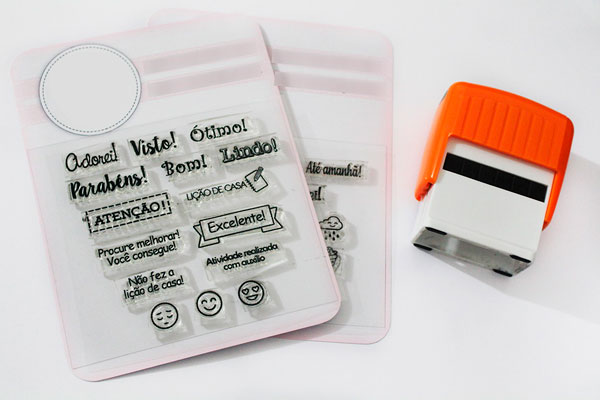 Adorei! Visto! Ótimo!
Parabéns! Bom! Lindo!
ATENÇÃO! LIÇÃO DE CASA
Procure melhorar!
Você consegue!
Excelente!
Não fez a
lição de casa!
Atividade realizada
com auxílio
Até amanhã!